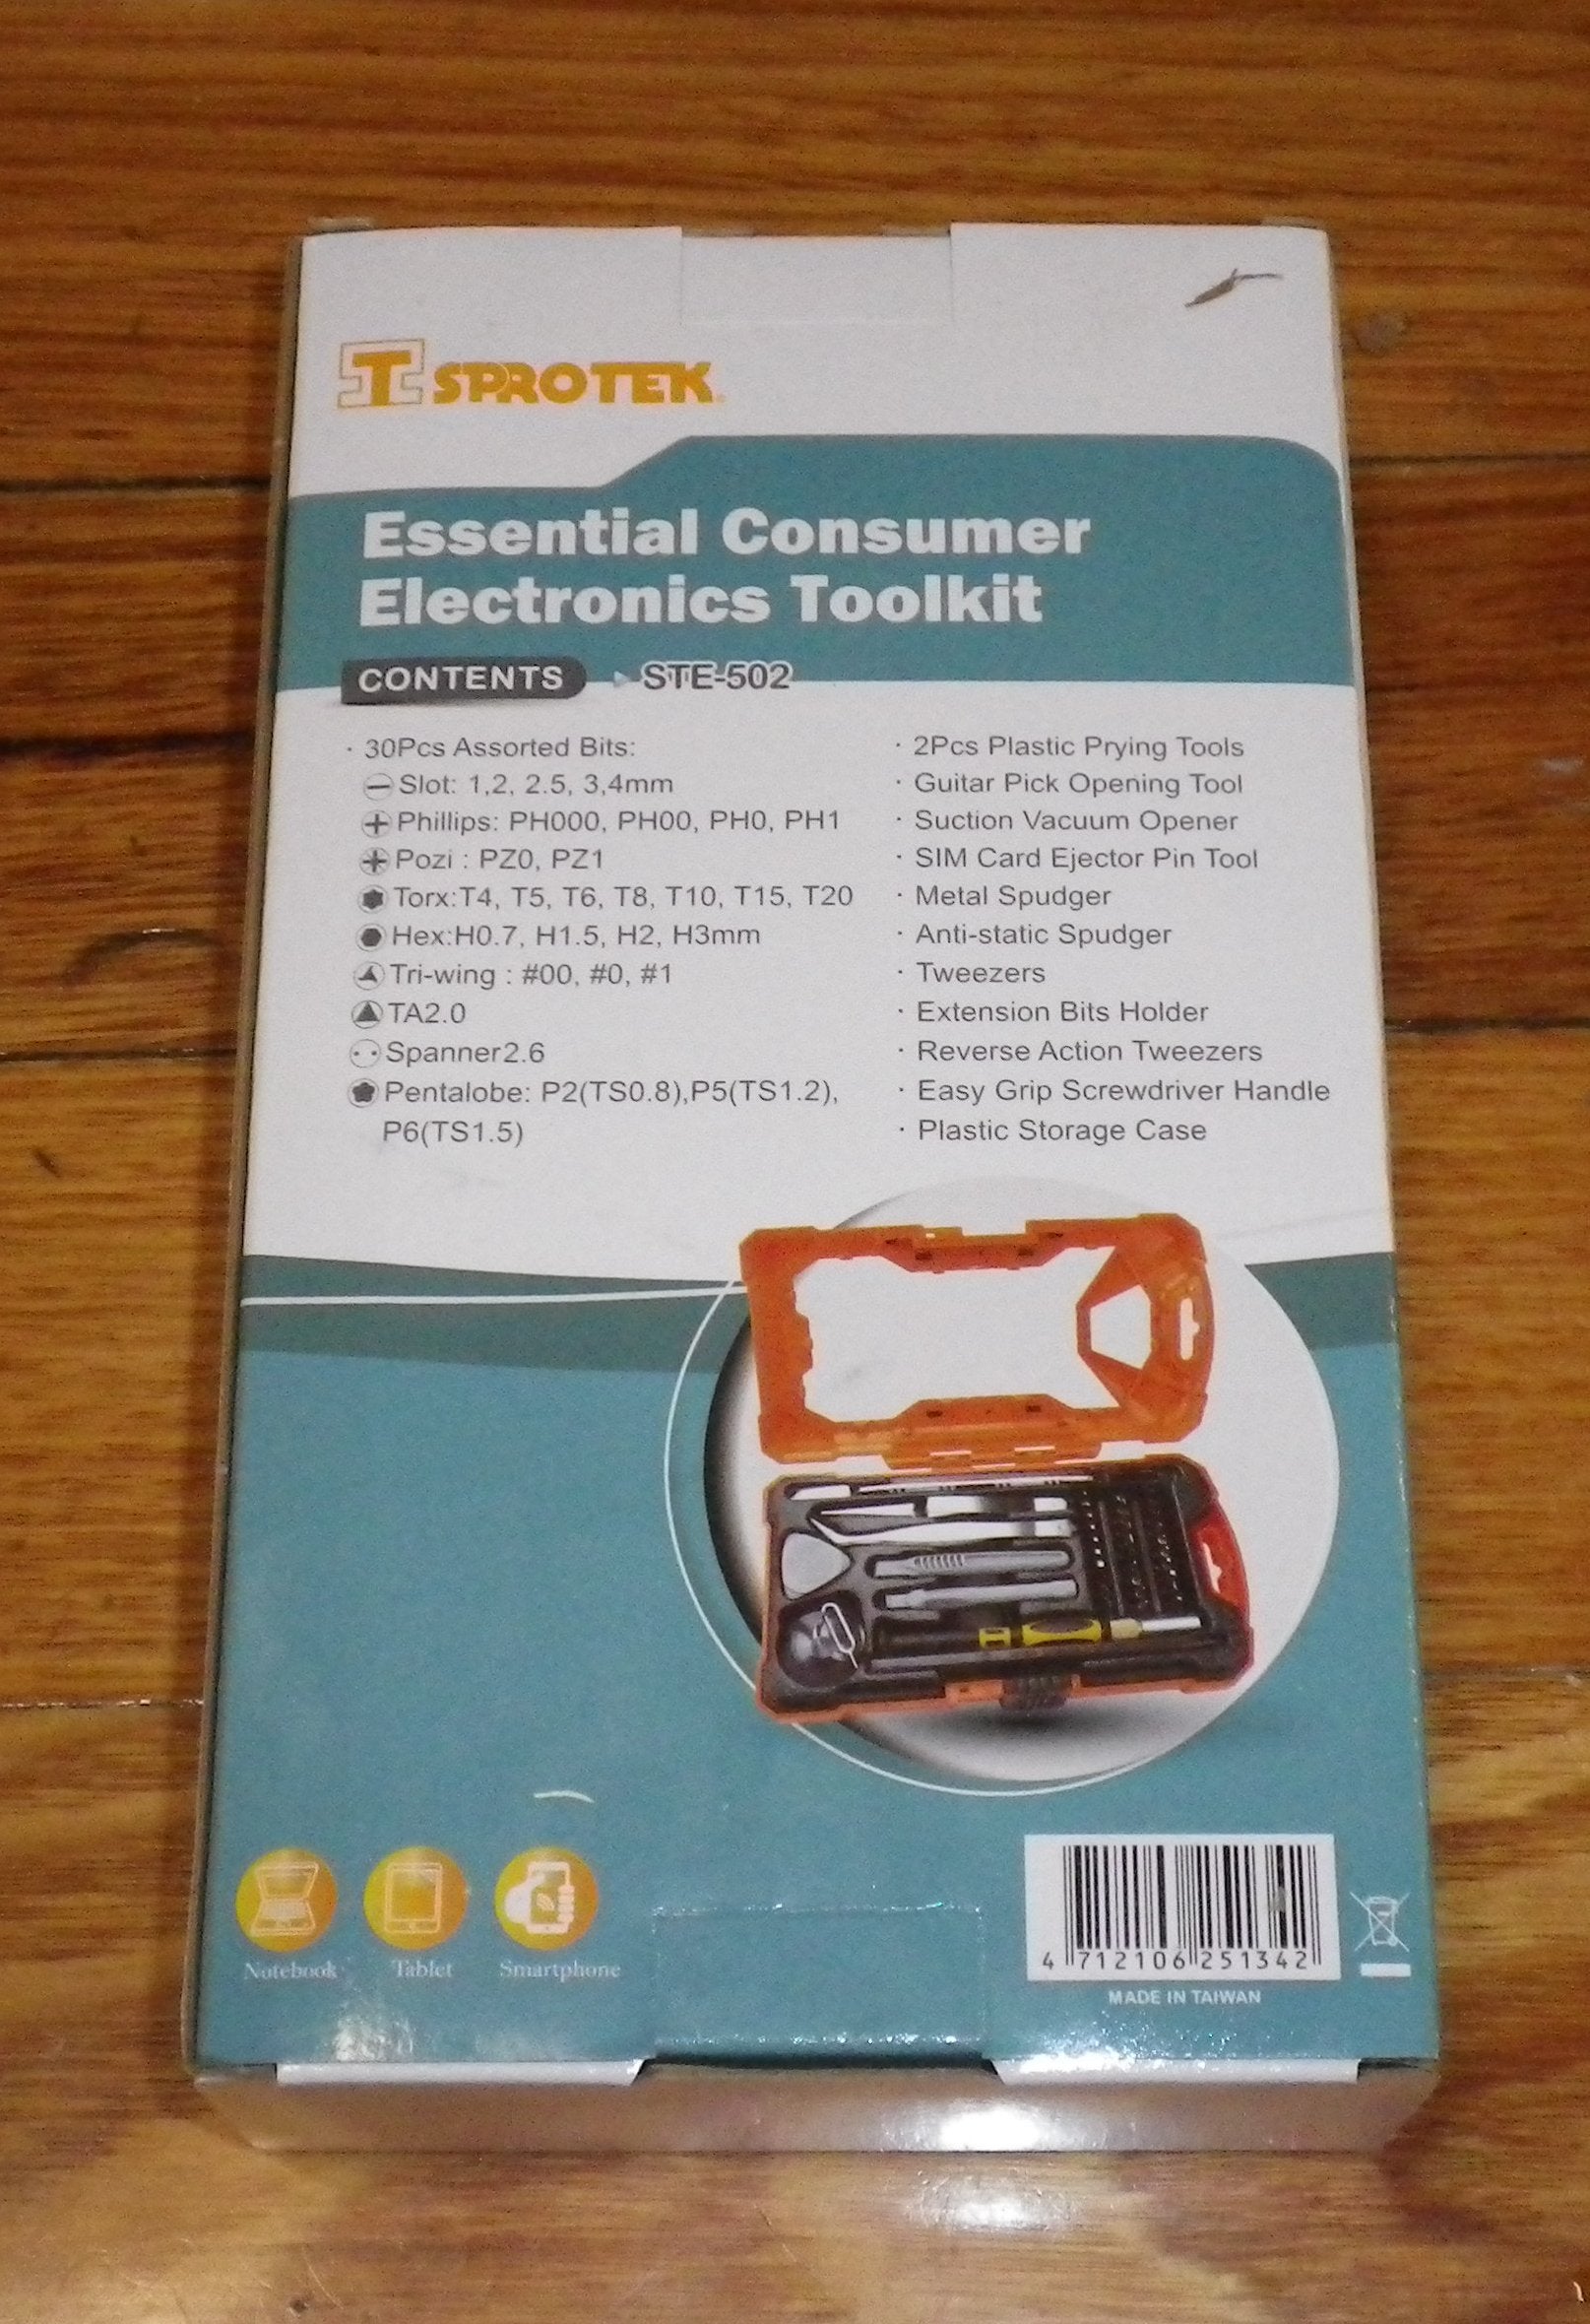 SPROTEK
Essential Consumer
Electronics Toolkit
CONTENTS STE-502
· 30Pcs Assorted Bits:
Slot: 1,2, 2.5, 3,4mm
Phillips: PH000, PH00, PH0, PH1
Pozi : PZ0, PZ1
Torx:T4, T5, T6, T8, T10, T15, T20
Hex:H0.7, H1.5, H2, H3mm
Tri-wing : #00, #0, #1
TA2.0
Spanner2.6
Pentalobe: P2(TS0.8),P5(TS1.2),
P6(TS1.5)
· 2Pcs Plastic Prying Tools
· Guitar Pick Opening Tool
· Suction Vacuum Opener
· SIM Card Ejector Pin Tool
· Metal Spudger
· Anti-static Spudger
· Tweezers
· Extension Bits Holder
· Reverse Action Tweezers
· Easy Grip Screwdriver Handle
· Plastic Storage Case
Notebook Tablet Smartphone
4 712106 251342
MADE IN TAIWAN